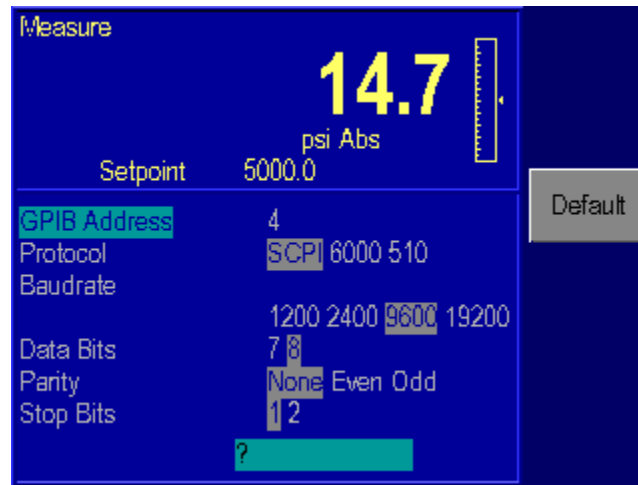 Measure
14.7
psi Abs
Setpoint 5000.0
Default
GPIB Address 4
Protocol SCPI 6000 510
Baudrate
1200 2400 9600 19200
Data Bits 7 8
Parity None Even Odd
Stop Bits 1 2
?